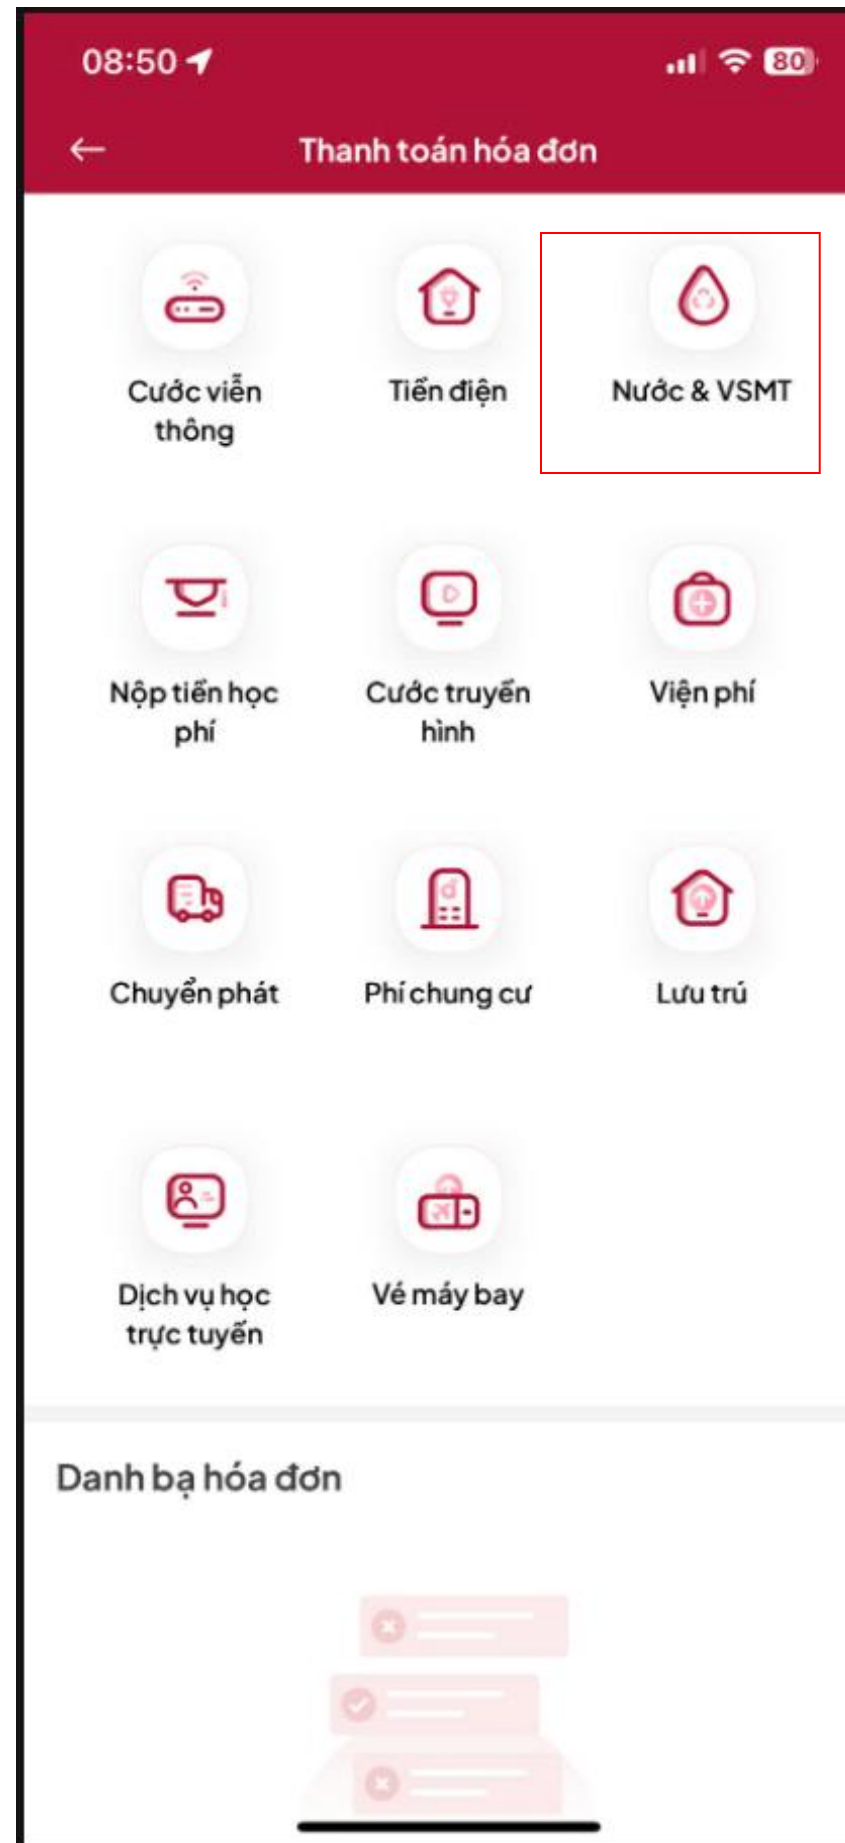 08:50
80
Thanh toán hóa đơn
Cước viễn
thông
Tiền điện
Nước & VSMT
Nộp tiền học
phí
Cước truyền
hình
Viện phí
Chuyển phát
Phí chung cư
Lưu trú
Dịch vụ học
trực tuyến
Vé máy bay
Danh bạ hóa đơn